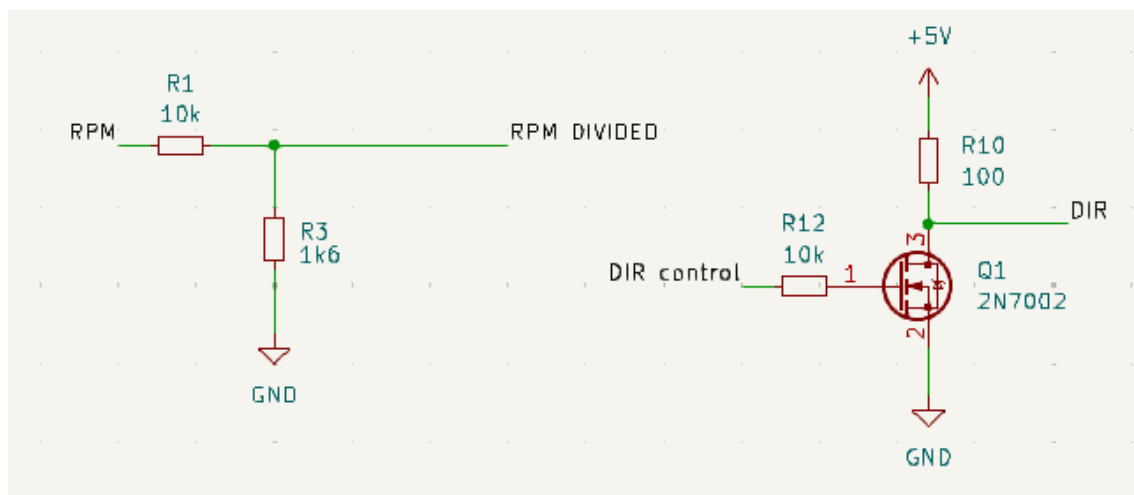 +5V
R1
10k
RPM
RPM DIVIDED
R10
100
DIR
R3
1k6
R12
10k
3
DIR control
1
Q1
2N7002
2
GND
GND